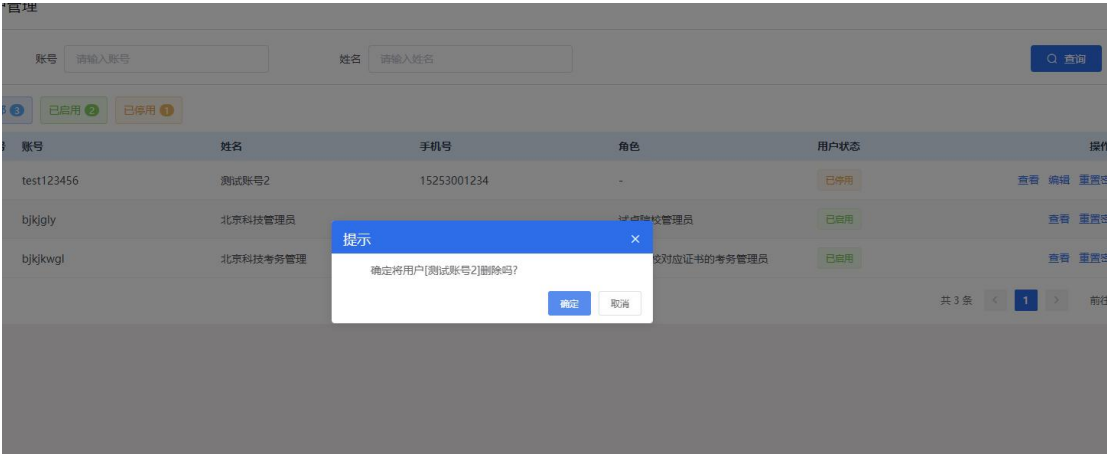 管理
账号 请输入账号 姓名 请输入姓名 查询
3 已启用 2 已停用 1
账号 姓名 手机号 角色 用户状态 操作
test123456 测试账号2 15253001234 - 已停用 查看 编辑 重置密
bjkjgly 北京科技管理员 试点院校管理员 已启用 查看 重置密
bjkjkwgl 北京科技考务管理 校对应证书的考务管理员 已启用 查看 重置密
提示
确定将用户[测试账号2]删除吗?
确定 取消
共 3 条 < 1 > 前往